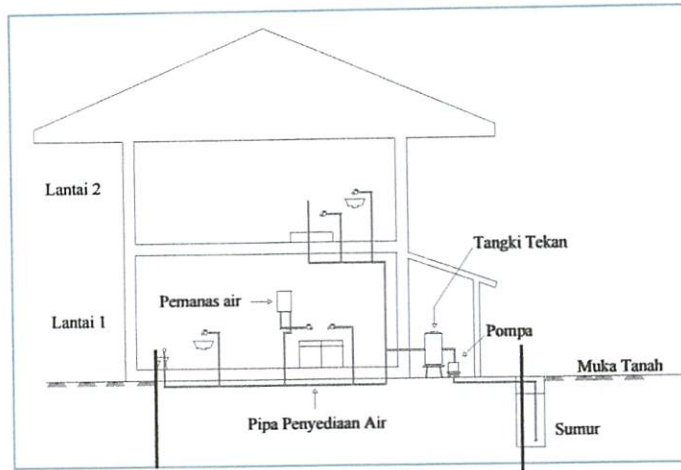 Lantai 2
Tangki Tekan
Pemanas air
Lantai 1
Pompa
Muka Tanah
Pipa Penyediaan Air
Sumur